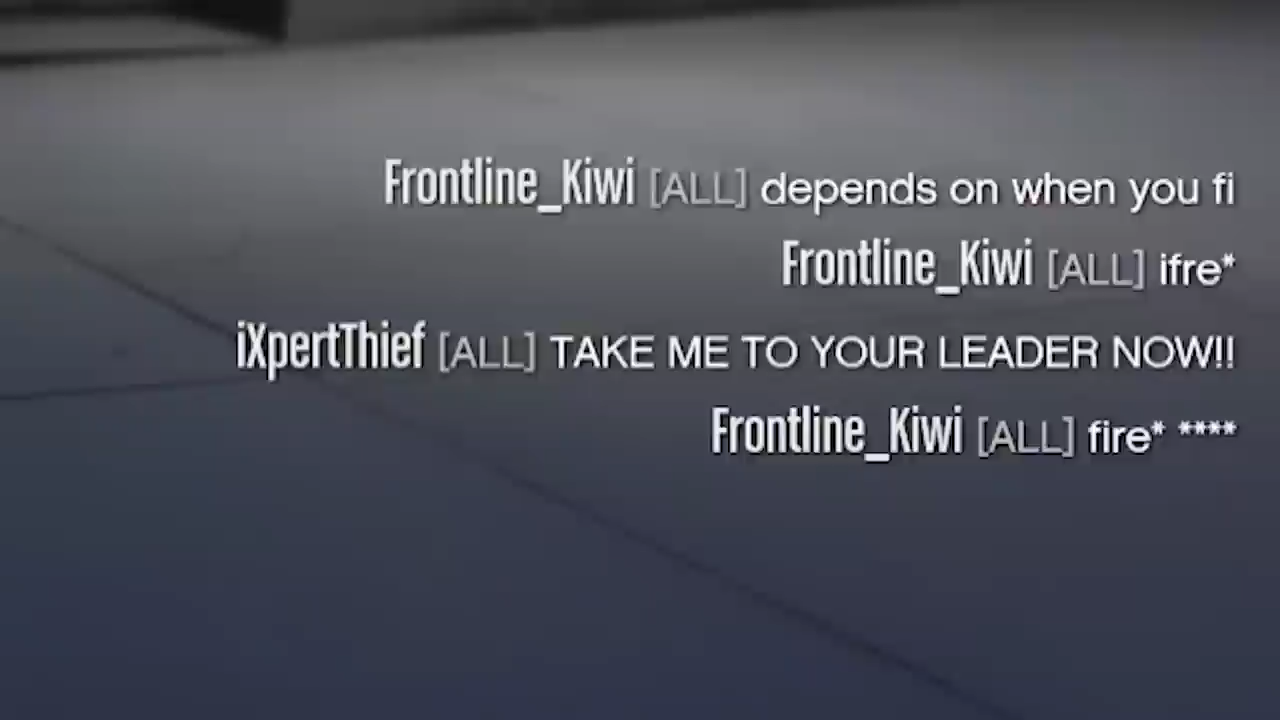 Frontline_Kiwi [ALL] depends on when you fi
Frontline_Kiwi [ALL] ifre*
iXpertThief [ALL] TAKE ME TO YOUR LEADER NOW!!
Frontline_Kiwi [ALL] fire* ****